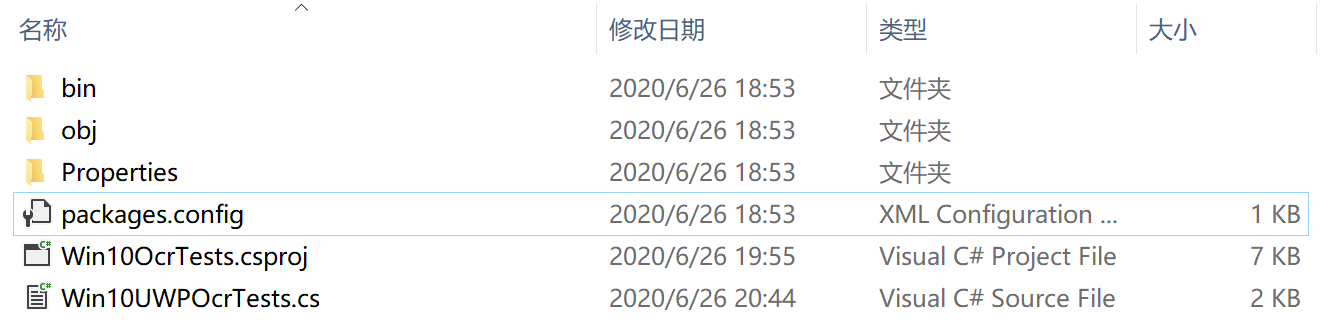 名称 修改日期 类型 大小
bin 2020/6/26 18:53 文件夹
obj 2020/6/26 18:53 文件夹
Properties 2020/6/26 18:53 文件夹
packages.config 2020/6/26 18:53 XML Configuration ... 1 KB
C# Win10OcrTests.csproj 2020/6/26 19:55 Visual C# Project File 7 KB
C# Win10UWPOcrTests.cs 2020/6/26 20:44 Visual C# Source File 2 KB